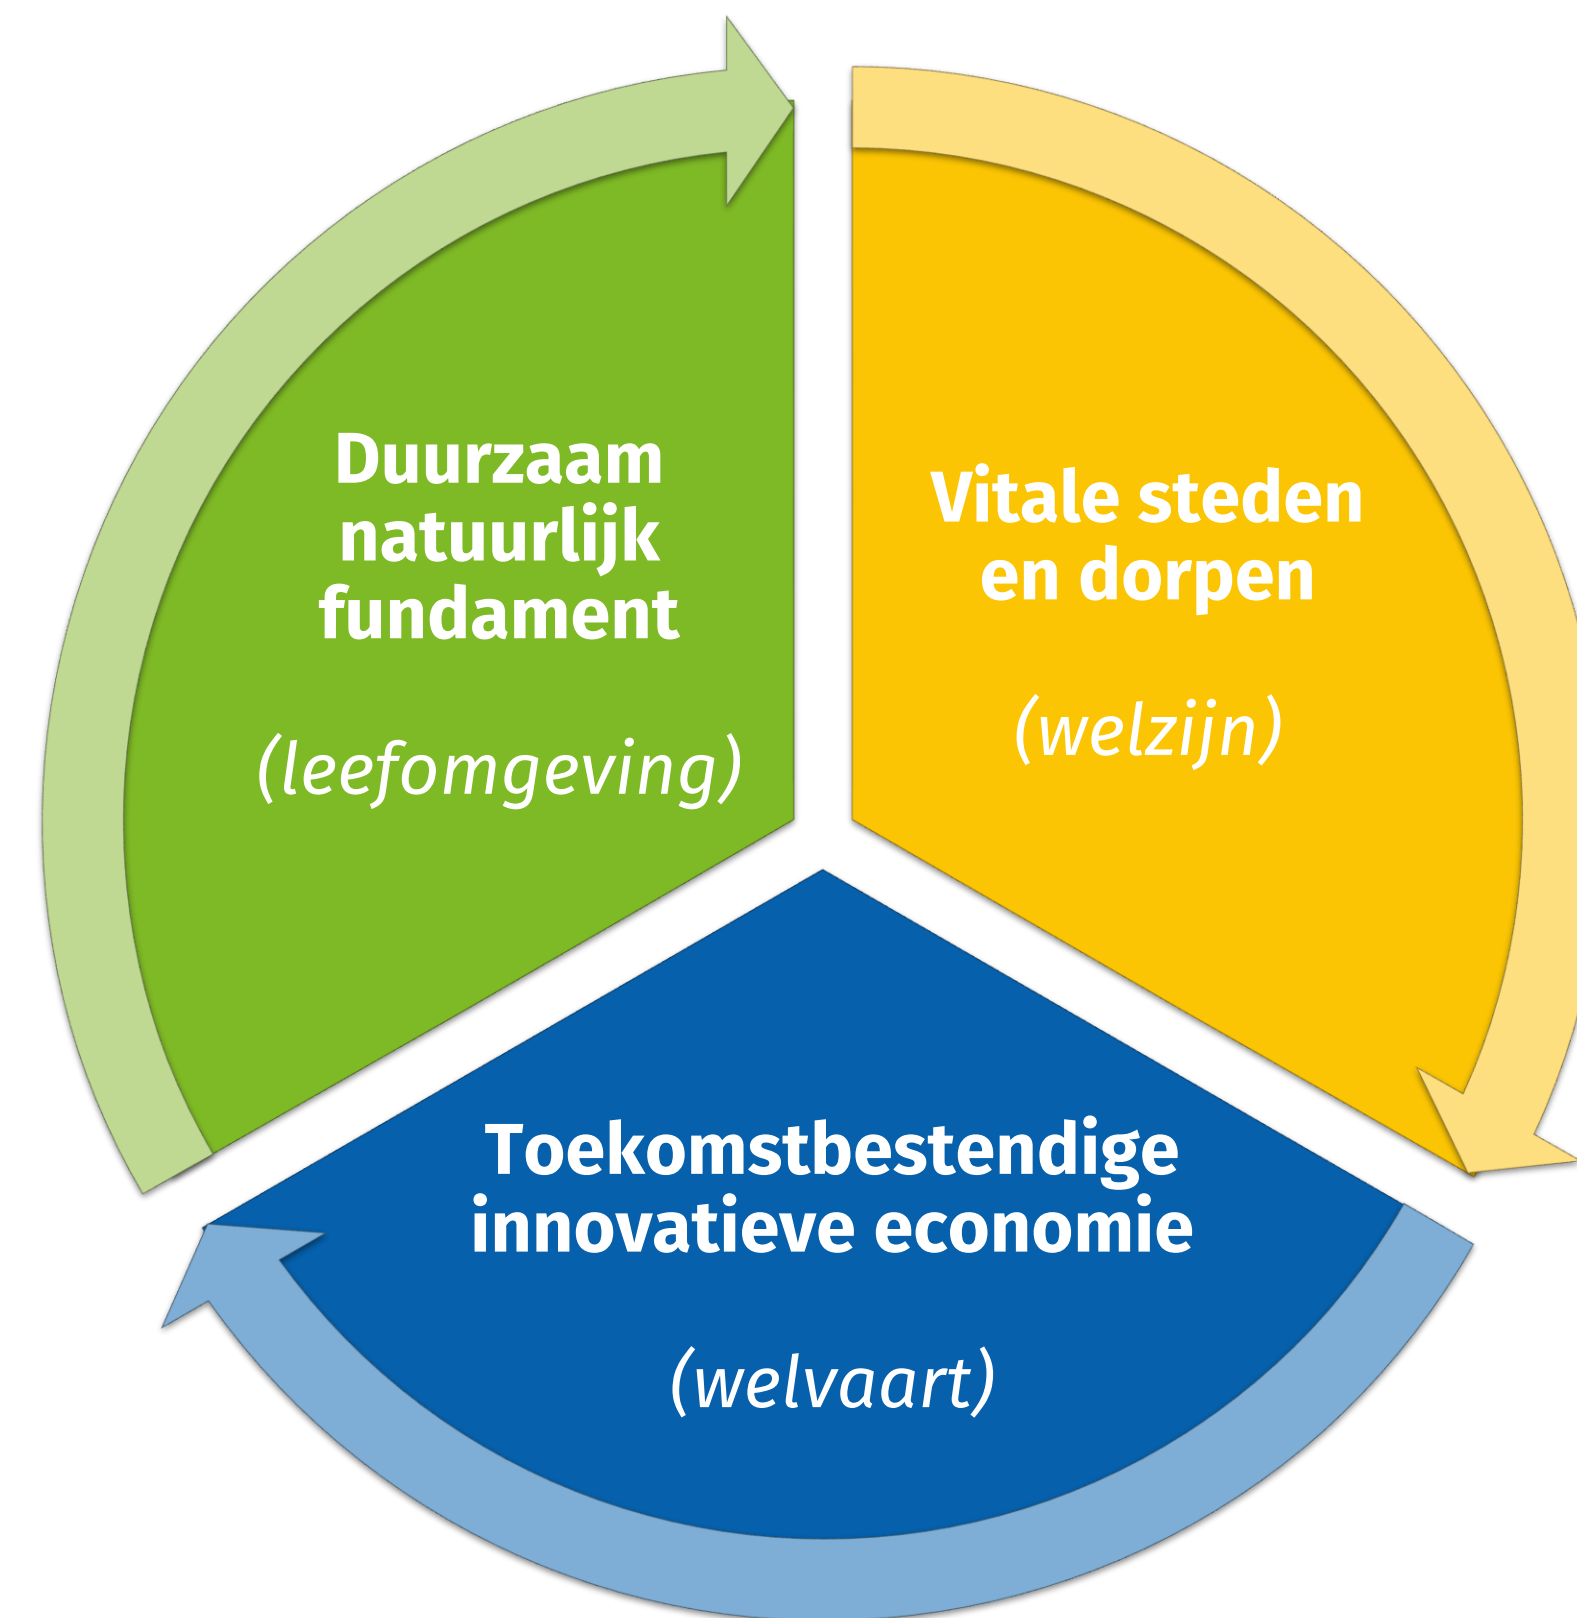 Duurzaam
natuurlijk
fundament
(leefomgeving)
Vitale steden
en dorpen
(welzijn)
Toekomstbestendige
innovatieve economie
(welvaart)